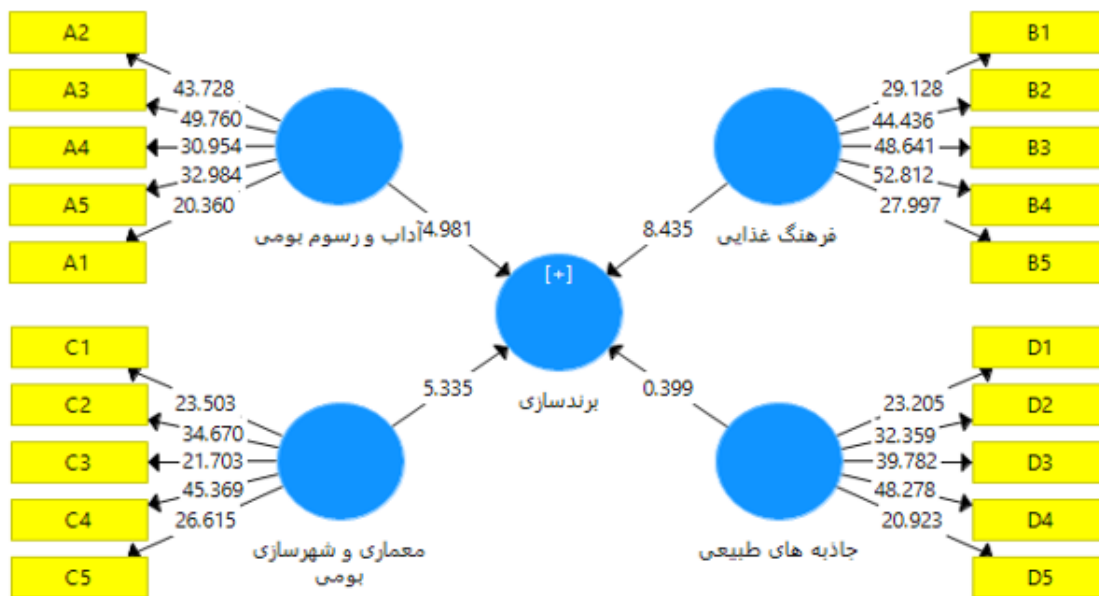 A2
A3
A4
A5
A1
43.728
49.760
30.954
32.984
20.360
آداب و رسوم بومی
4.981
B1
B2
B3
B4
B5
29.128
44.436
48.641
52.812
27.997
فرهنگ غذایی
8.435
[+]
برندسازی
C1
C2
C3
C4
C5
23.503
34.670
21.703
45.369
26.615
معماری و شهرسازی
بومی
5.335
D1
D2
D3
D4
D5
23.205
32.359
39.782
48.278
20.923
جاذبه های طبیعی
0.399